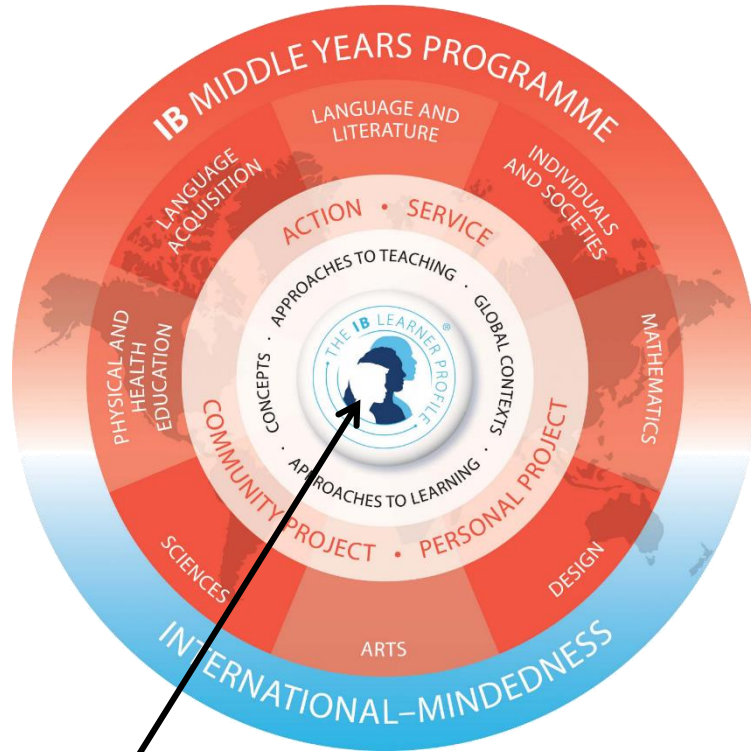 IB MIDDLE YEARS PROGRAMME
LANGUAGE AND
LITERATURE
LANGUAGE
ACQUISITION
INDIVIDUALS
AND SOCIETIES
PHYSICAL AND
HEALTH
EDUCATION
MATHEMATICS
SCIENCES
DESIGN
ARTS
ACTION • SERVICE
COMMUNITY PROJECT • PERSONAL PROJECT
APPROACHES TO TEACHING · GLOBAL CONTEXTS ·
APPROACHES TO LEARNING · CONCEPTS ·
THE IB LEARNER PROFILE ®
INTERNATIONAL–MINDEDNESS